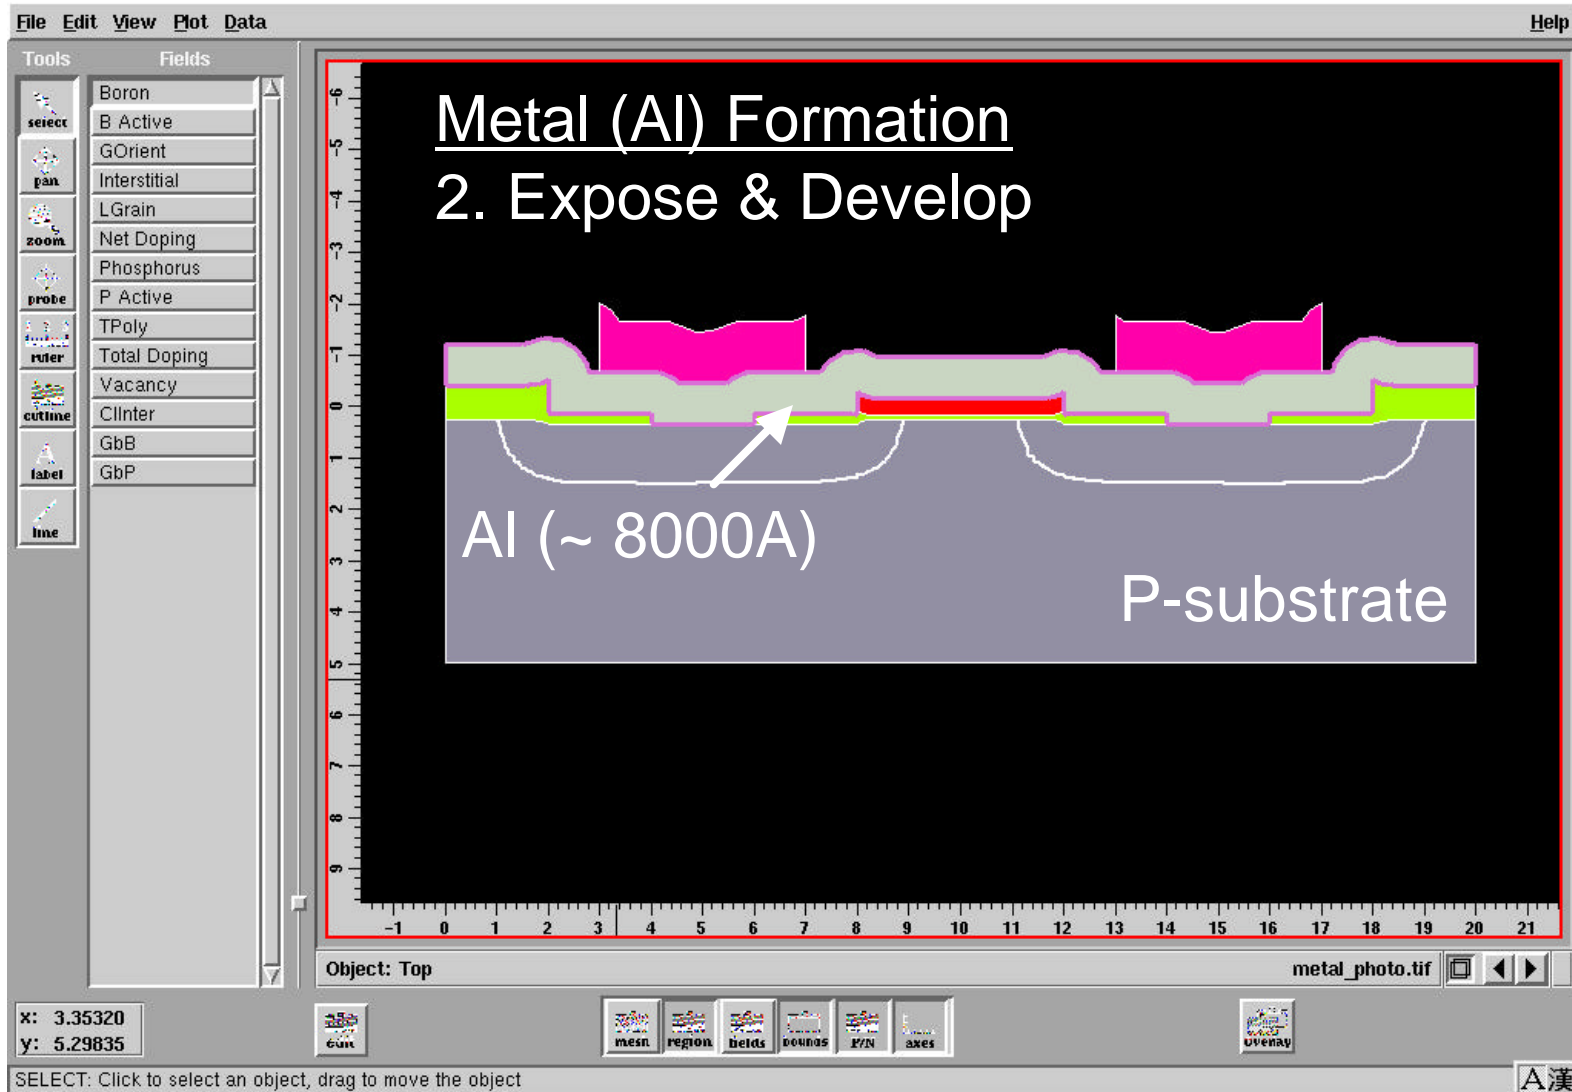 File Edit View Plot Data Help
Tools Fields
select
pan
zoom
probe
ruler
cutline
label
line
Boron
B Active
GOrient
Interstitial
LGrain
Net Doping
Phosphorus
P Active
TPoly
Total Doping
Vacancy
CIInter
GbB
GbP
Metal (Al) Formation
2. Expose & Develop
Al (~ 8000A)
P-substrate
-6
-5
-4
-3
-2
-1
0
1
2
3
4
5
6
7
8
9
-1 0 1 2 3 4 5 6 7 8 9 10 11 12 13 14 15 16 17 18 19 20 21
Object: Top metal_photo.tif
x: 3.35320
y: 5.29835
mesh region fields bounds P/N axes
overlay
SELECT: Click to select an object, drag to move the object
A漢